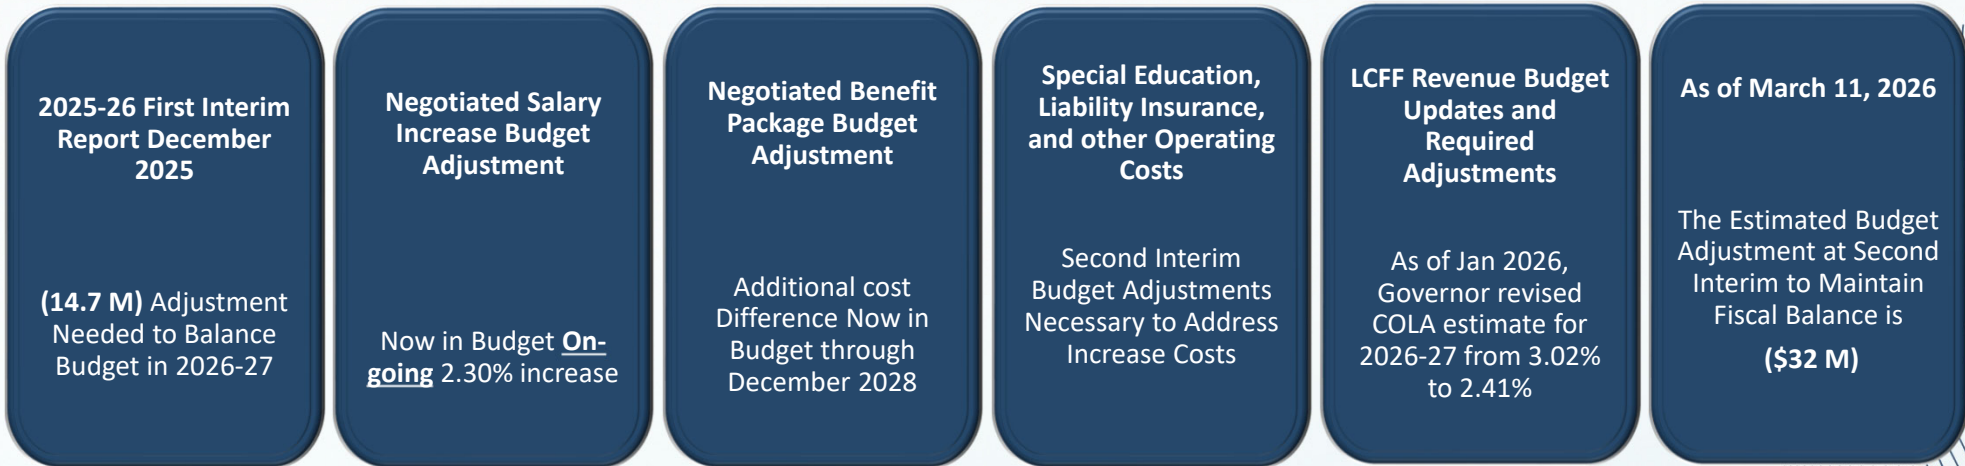 2025-26 First Interim
Report December
2025
(14.7 M) Adjustment
Needed to Balance
Budget in 2026-27
Negotiated Salary
Increase Budget
Adjustment
Now in Budget On-
going 2.30% increase
Negotiated Benefit
Package Budget
Adjustment
Additional cost
Difference Now in
Budget through
December 2028
Special Education,
Liability Insurance,
and other Operating
Costs
Second Interim
Budget Adjustments
Necessary to Address
Increase Costs
LCFF Revenue Budget
Updates and
Required
Adjustments
As of Jan 2026,
Governor revised
COLA estimate for
2026-27 from 3.02%
to 2.41%
As of March 11, 2026
The Estimated Budget
Adjustment at Second
Interim to Maintain
Fiscal Balance is
($32 M)